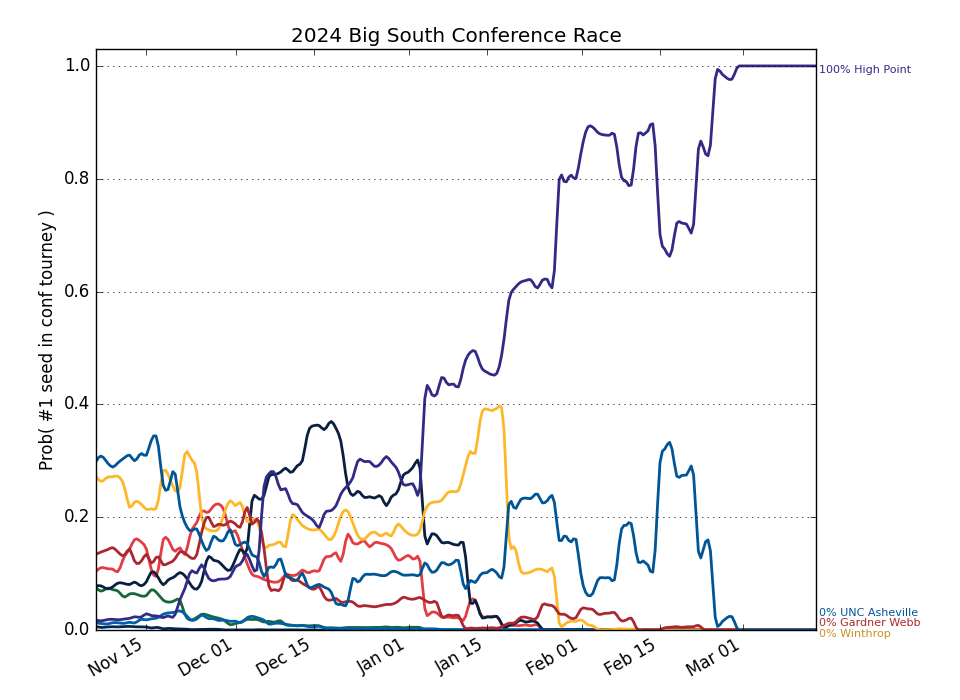 2024 Big South Conference Race
Prob( #1 seed in conf tourney )
1.0
0.8
0.6
0.4
0.2
0.0
Nov 15
Dec 01
Dec 15
Jan 01
Jan 15
Feb 01
Feb 15
Mar 01
100% High Point
0% UNC Asheville
0% Gardner Webb
0% Winthrop